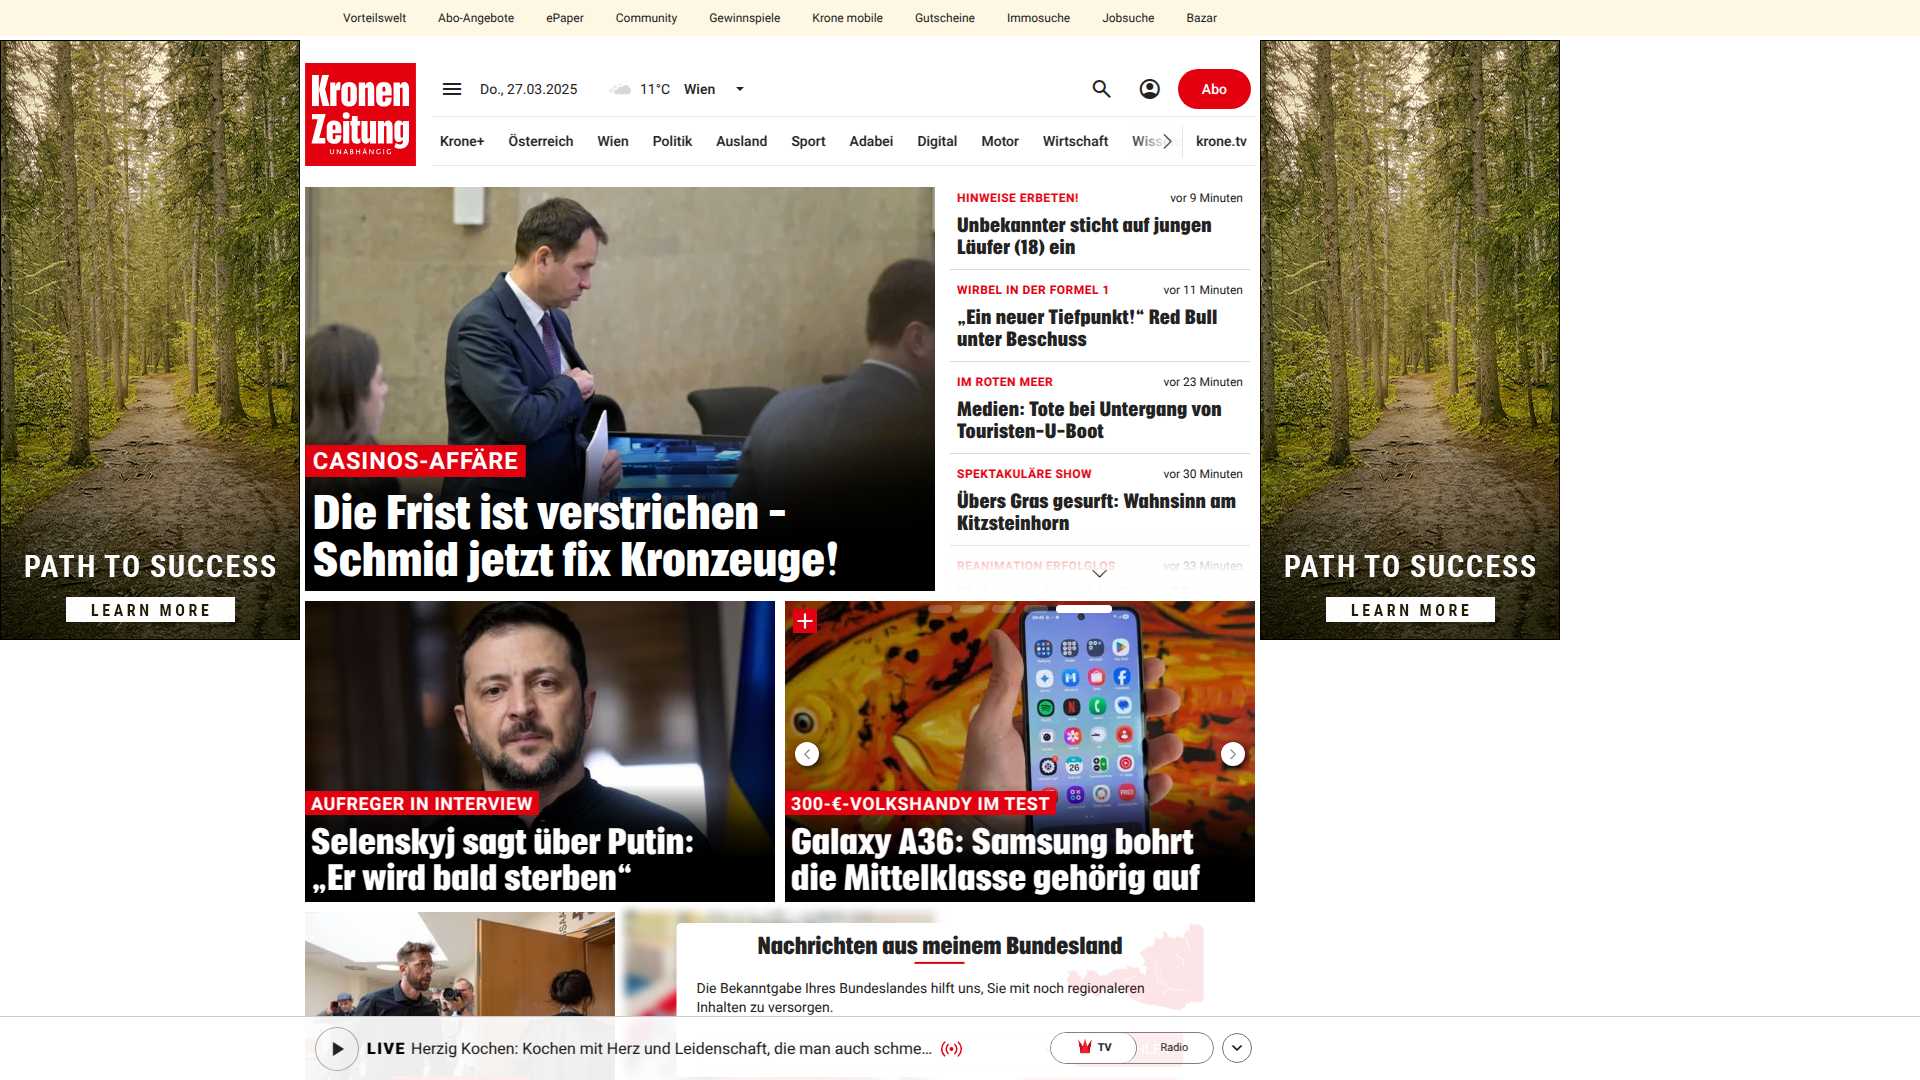 Vorteilswelt Abo-Angebote ePaper Community Gewinnspiele Krone mobile Gutscheine Immosuche Jobsuche Bazar
Kronen
Zeitung
UNABHÄNGIG
Do., 27.03.2025 11°C Wien
Abo
Krone+ Österreich Wien Politik Ausland Sport Adabei Digital Motor Wirtschaft Wiss krone.tv
CASINOS-AFFÄRE
Die Frist ist verstrichen –
Schmid jetzt fix Kronzeuge!
HINWEISE ERBETEN! vor 9 Minuten
Unbekannter sticht auf jungen
Läufer (18) ein
WIRBEL IN DER FORMEL 1 vor 11 Minuten
„Ein neuer Tiefpunkt!“ Red Bull
unter Beschuss
IM ROTEN MEER vor 23 Minuten
Medien: Tote bei Untergang von
Touristen-U-Boot
SPEKTAKULÄRE SHOW vor 30 Minuten
Übers Gras gesurft: Wahnsinn am
Kitzsteinhorn
REANIMATION ERFOLGLOS vor 33 Minuten
PATH TO SUCCESS
LEARN MORE
PATH TO SUCCESS
LEARN MORE
AUFREGER IN INTERVIEW
Selenskyj sagt über Putin:
„Er wird bald sterben“
300-€-VOLKSHANDY IM TEST
Galaxy A36: Samsung bohrt
die Mittelklasse gehörig auf
Nachrichten aus meinem Bundesland
Die Bekanntgabe Ihres Bundeslandes hilft uns, Sie mit noch regionaleren
Inhalten zu versorgen.
LIVE Herzig Kochen: Kochen mit Herz und Leidenschaft, die man auch schme...
TV Radio